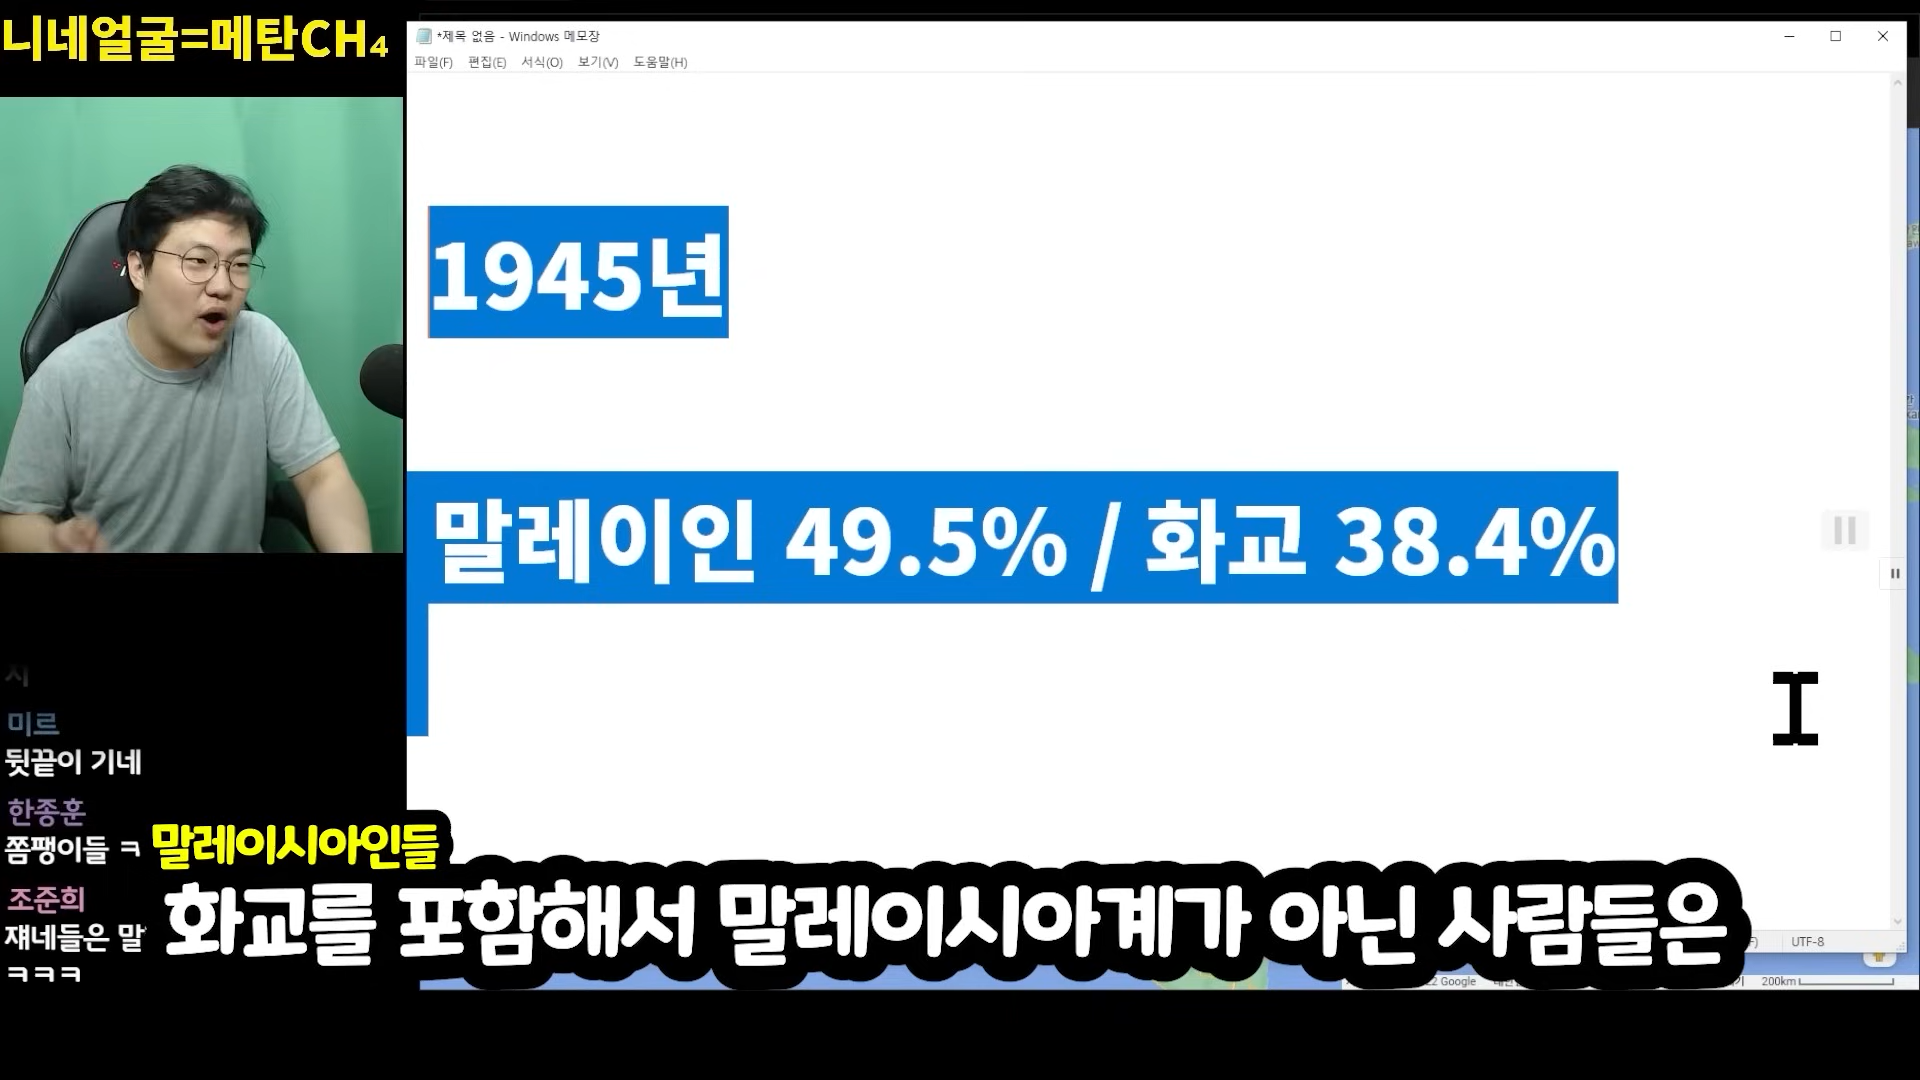 니네얼굴=메탄CH₄
*제목 없음 - Windows 메모장
파일(F) 편집(E) 서식(O) 보기(V) 도움말(H)
1945년
말레이인 49.5% / 화교 38.4%
미르
뒷끝이 기네
한종훈
쫌팽이들 ㅋ
조준희
쟤네들은 말
ㅋㅋㅋ
말레이시아인들
화교를 포함해서 말레이시아계가 아닌 사람들은
UTF-8
Google
200km